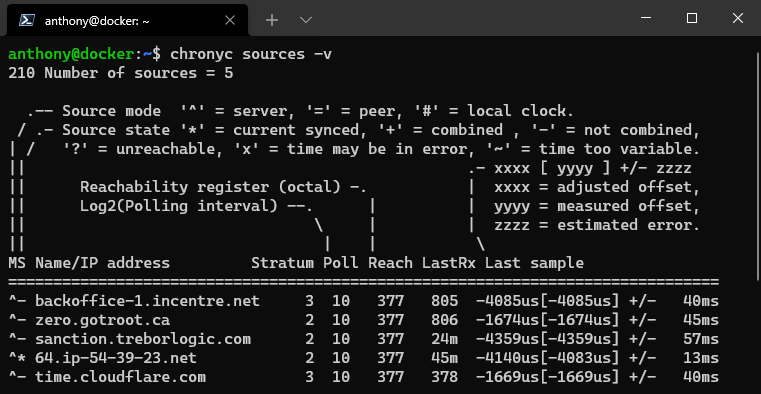 anthony@docker: ~
anthony@docker:~$ chronyc sources -v
210 Number of sources = 5
  .-- Source mode  '^' = server, '=' = peer, '#' = local clock.
 / .- Source state '*' = current synced, '+' = combined , '-' = not combined,
| /   '?' = unreachable, 'x' = time may be in error, '~' = time too variable.
||                                                 .- xxxx [ yyyy ] +/- zzzz
||      Reachability register (octal) -.           |  xxxx = adjusted offset,
||      Log2(Polling interval) --.      |          |  yyyy = measured offset,
||                                \     |          |  zzzz = estimated error.
||                                 |    |           \
MS Name/IP address         Stratum Poll Reach LastRx Last sample
===============================================================================
^- backoffice-1.incentre.net     3  10   377   805  -4085us[-4085us] +/-   40ms
^- zero.gotroot.ca               2  10   377   806  -1674us[-1674us] +/-   45ms
^- sanction.treborlogic.com      2  10   377   24m  -4359us[-4359us] +/-   57ms
^* 64.ip-54-39-23.net            2  10   377   45m  -4140us[-4083us] +/-   13ms
^- time.cloudflare.com           3  10   377   378  -1669us[-1669us] +/-   40ms